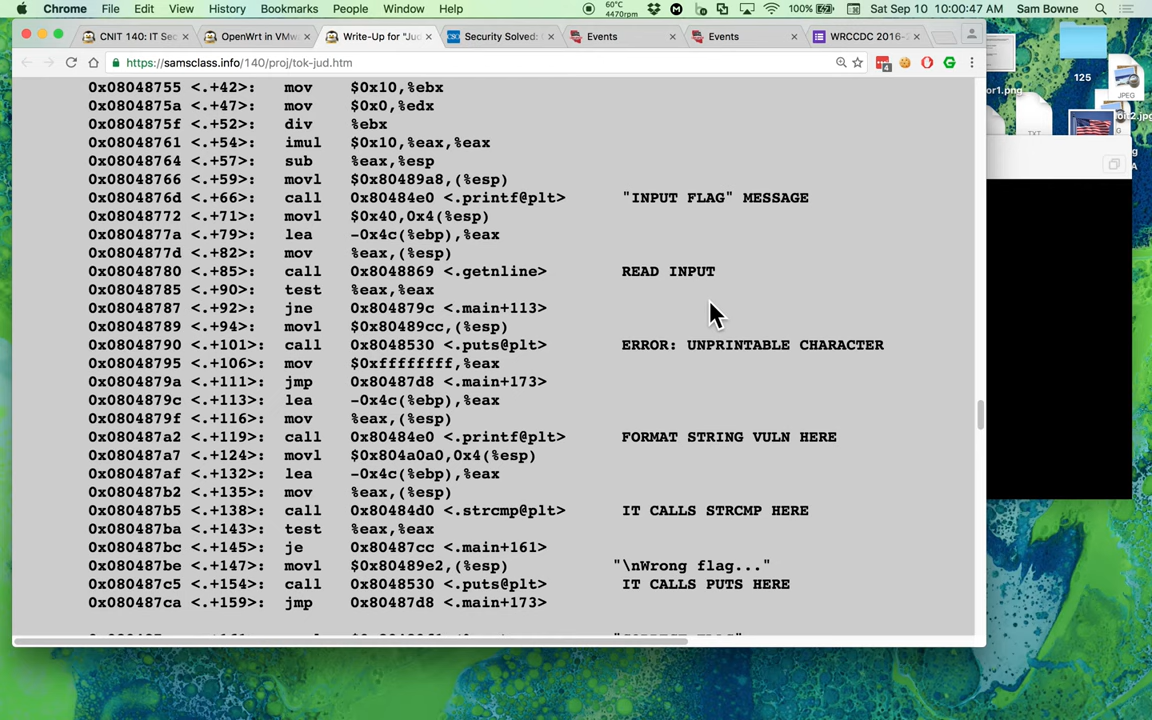 Chrome File Edit View History Bookmarks People Window Help 60°C 4470rpm 100% Sat Sep 10 10:00:47 AM Sam Bowne
CNIT 140: IT Sec
OpenWrt in VMw
Write-Up for "Jud
Security Solved: C
Events
Events
WRCCDC 2016-
https://samsclass.info/140/proj/tok-jud.htm
4
125
JPEG
TXT
0x08048755 <.+42>: mov $0x10,%ebx
0x0804875a <.+47>: mov $0x0,%edx
0x0804875f <.+52>: div %ebx
0x08048761 <.+54>: imul $0x10,%eax,%eax
0x08048764 <.+57>: sub %eax,%esp
0x08048766 <.+59>: movl $0x80489a8,(%esp)
0x0804876d <.+66>: call 0x80484e0 <.printf@plt> "INPUT FLAG" MESSAGE
0x08048772 <.+71>: movl $0x40,0x4(%esp)
0x0804877a <.+79>: lea -0x4c(%ebp),%eax
0x0804877d <.+82>: mov %eax,(%esp)
0x08048780 <.+85>: call 0x8048869 <.getnline> READ INPUT
0x08048785 <.+90>: test %eax,%eax
0x08048787 <.+92>: jne 0x804879c <.main+113>
0x08048789 <.+94>: movl $0x80489cc,(%esp)
0x08048790 <.+101>: call 0x8048530 <.puts@plt> ERROR: UNPRINTABLE CHARACTER
0x08048795 <.+106>: mov $0xffffffff,%eax
0x0804879a <.+111>: jmp 0x80487d8 <.main+173>
0x0804879c <.+113>: lea -0x4c(%ebp),%eax
0x0804879f <.+116>: mov %eax,(%esp)
0x080487a2 <.+119>: call 0x80484e0 <.printf@plt> FORMAT STRING VULN HERE
0x080487a7 <.+124>: movl $0x804a0a0,0x4(%esp)
0x080487af <.+132>: lea -0x4c(%ebp),%eax
0x080487b2 <.+135>: mov %eax,(%esp)
0x080487b5 <.+138>: call 0x80484d0 <.strcmp@plt> IT CALLS STRCMP HERE
0x080487ba <.+143>: test %eax,%eax
0x080487bc <.+145>: je 0x80487cc <.main+161>
0x080487be <.+147>: movl $0x80489e2,(%esp) "\nWrong flag..."
0x080487c5 <.+154>: call 0x8048530 <.puts@plt> IT CALLS PUTS HERE
0x080487ca <.+159>: jmp 0x80487d8 <.main+173>